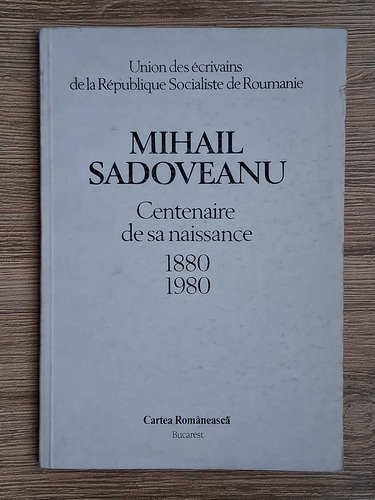 Union des écrivains
de la République Socialiste de Roumanie
MIHAIL
SADOVEANU
Centenaire
de sa naissance
1880
1980
Cartea Românească
Bucarest